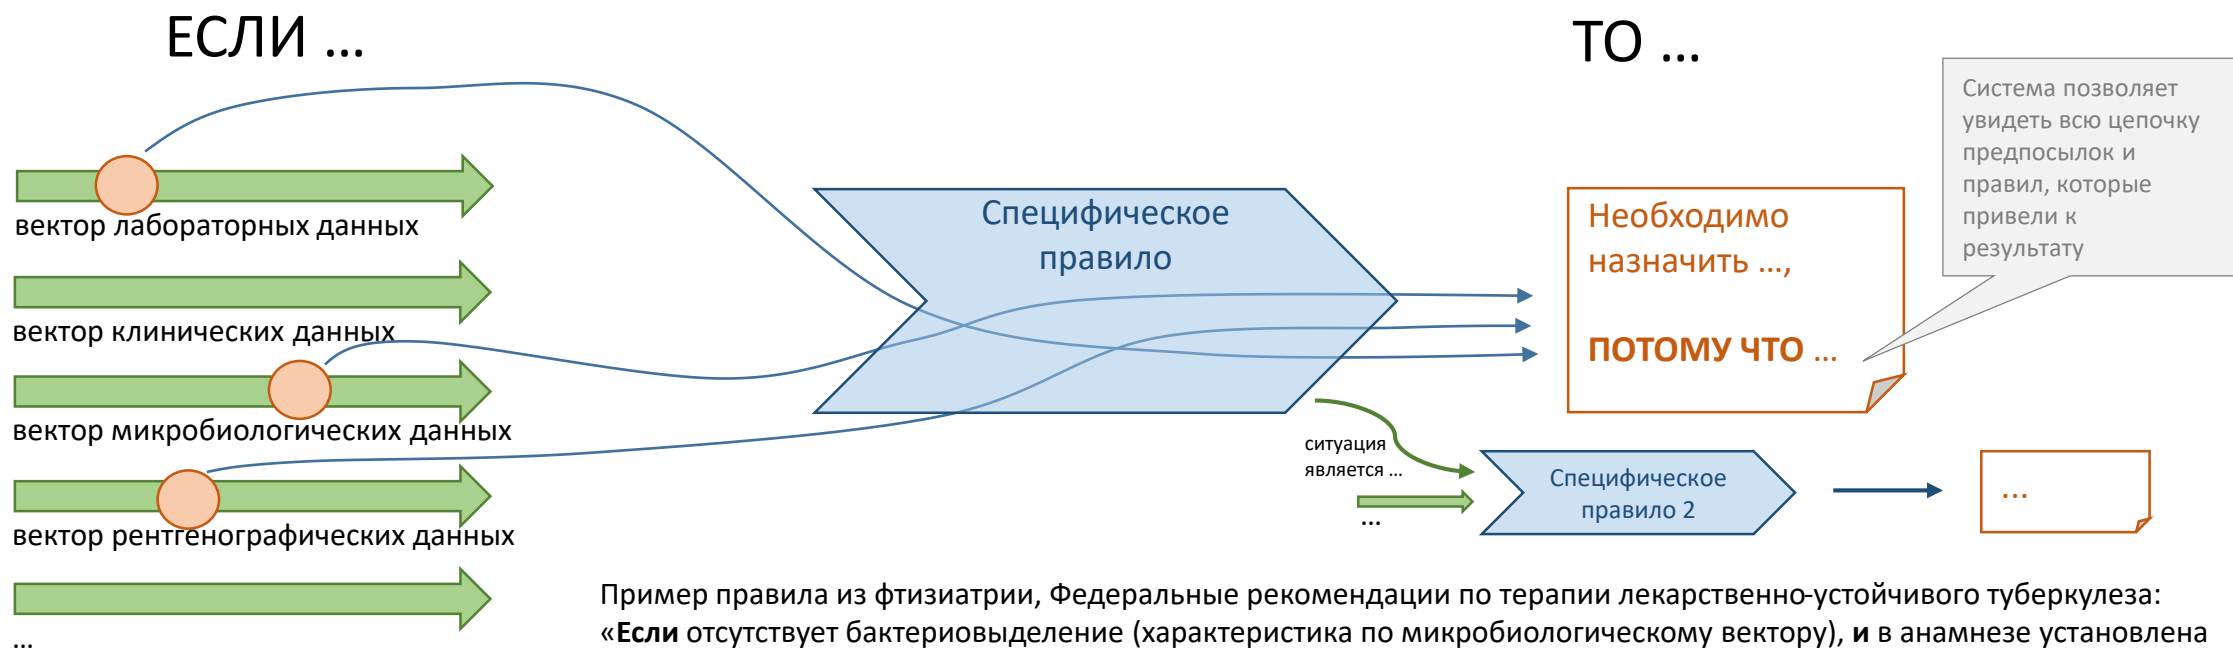 ЕСЛИ ...
ТО ...
Система позволяет
увидеть всю цепочку
предпосылок и
правил, которые
привели к
результату
вектор лабораторных данных
вектор клинических данных
вектор микробиологических данных
вектор рентгенографических данных
...
Специфическое
правило
Необходимо
назначить ...,
ПОТОМУ ЧТО ...
ситуация
является ...
...
Специфическое
правило 2
...
Пример правила из фтизиатрии, Федеральные рекомендации по терапии лекарственно-устойчивого туберкулеза:
«Если отсутствует бактериовыделение (характеристика по микробиологическому вектору), и в анамнезе установлена